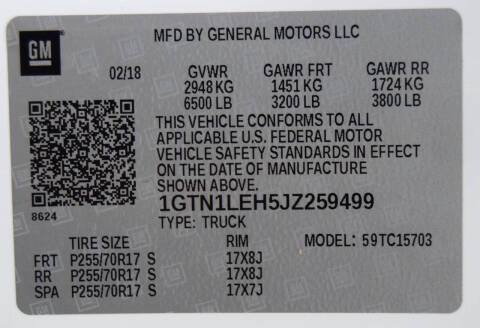 GM
MFD BY GENERAL MOTORS LLC
02/18 GVWR GAWR FRT GAWR RR
2948 KG 1451 KG 1724 KG
6500 LB 3200 LB 3800 LB
THIS VEHICLE CONFORMS TO ALL
APPLICABLE U.S. FEDERAL MOTOR
VEHICLE SAFETY STANDARDS IN EFFECT
ON THE DATE OF MANUFACTURE
SHOWN ABOVE.
8624
1GTN1LEH5JZ259499
TYPE: TRUCK
TIRE SIZE RIM MODEL: 59TC15703
FRT P255/70R17 S 17X8J
RR P255/70R17 S 17X8J
SPA P255/70R17 S 17X7J